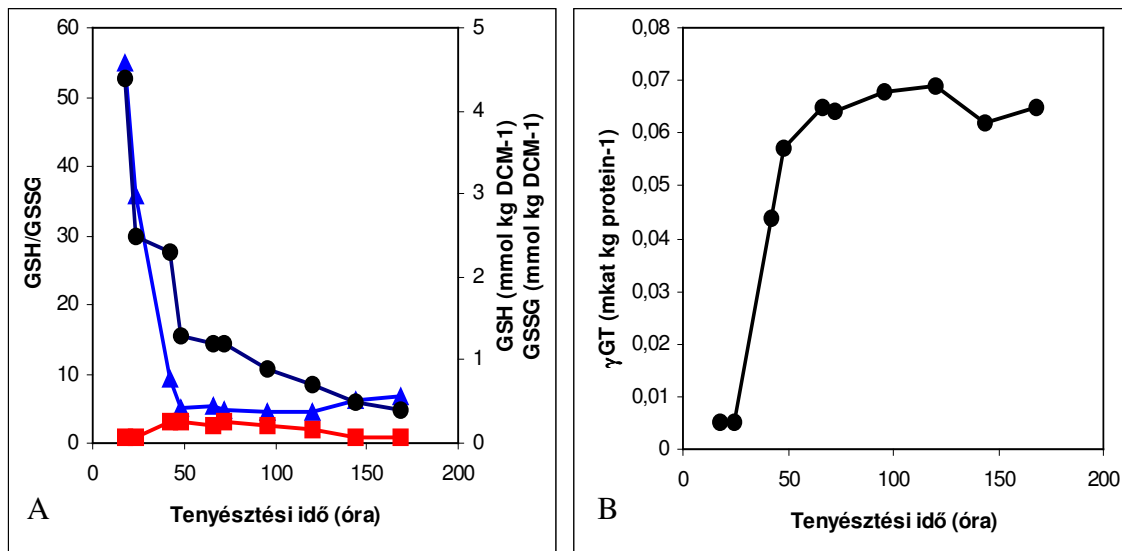 60
50
40
30
20
10
0
GSH/GSSG
5
4
3
2
1
0
GSH (mmol kg DCM-1)
GSSG (mmol kg DCM-1)
0 50 100 150 200
Tenyésztési idő (óra)
A
0,08
0,07
0,06
0,05
0,04
0,03
0,02
0,01
0
γGT (mkat kg protein-1)
0 50 100 150 200
Tenyésztési idő (óra)
B